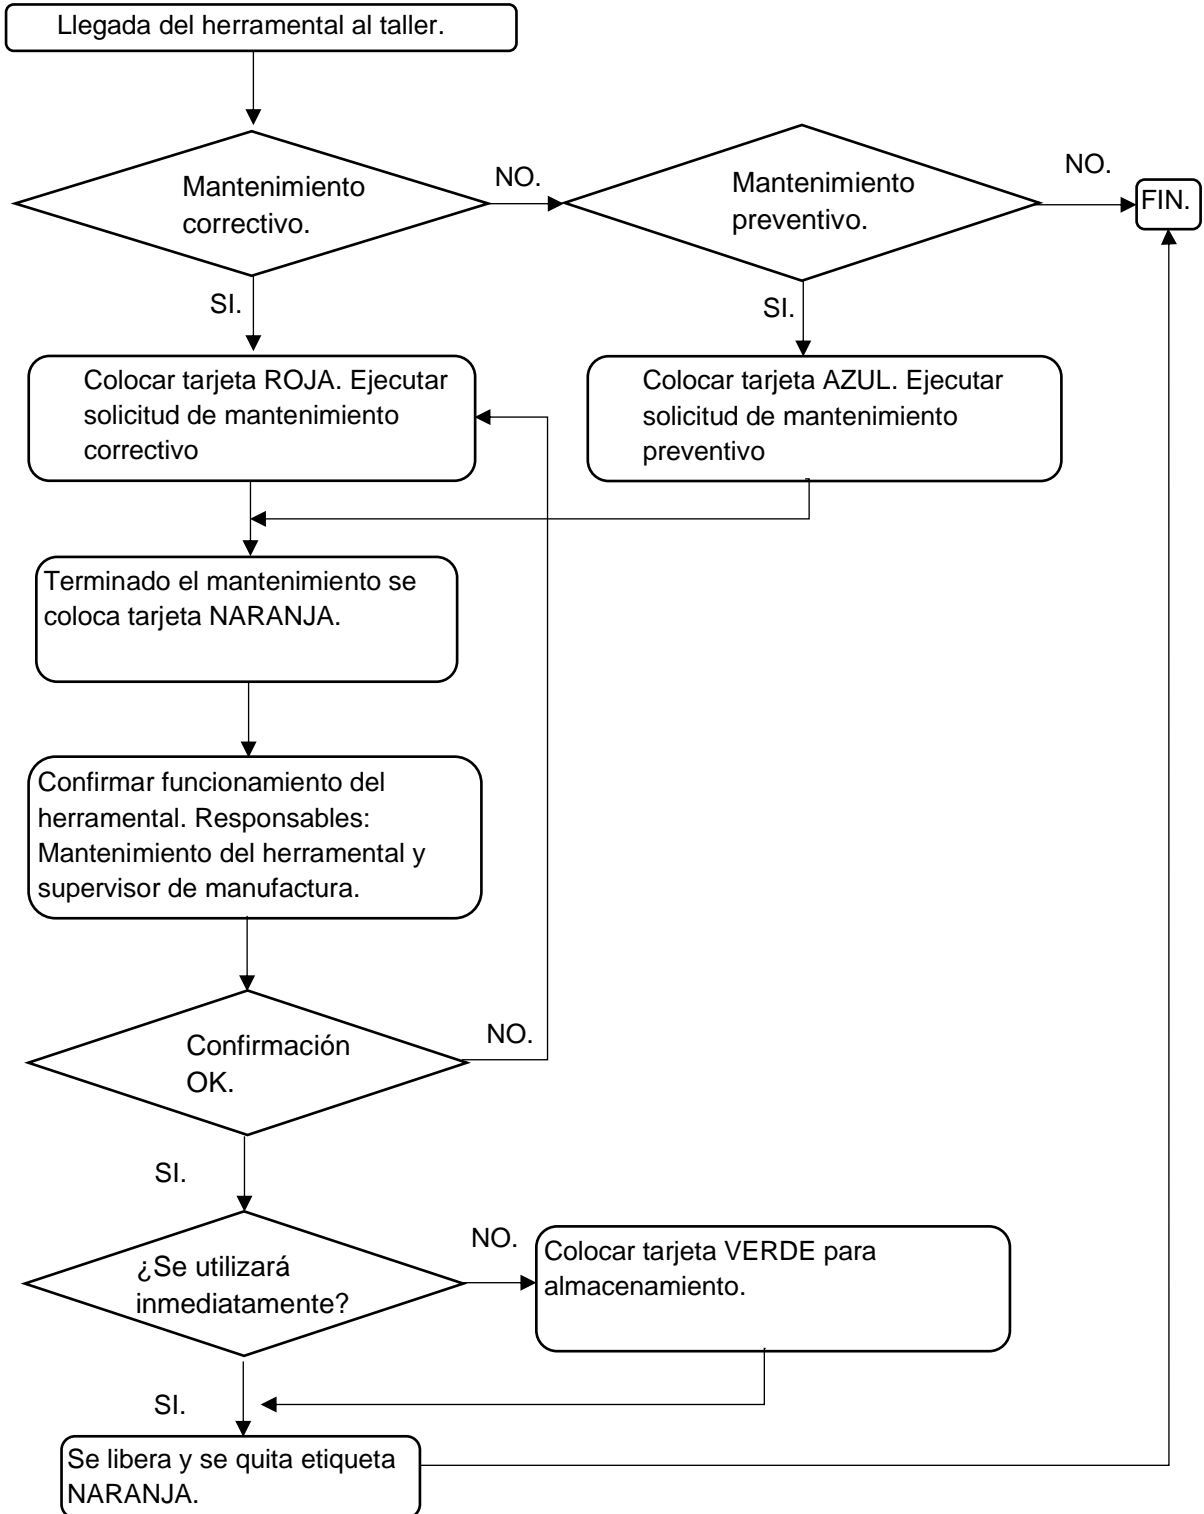 Llegada del herramental al taller.
Mantenimiento
correctivo.
NO.
Mantenimiento
preventivo.
NO.
FIN.
SI.
SI.
Colocar tarjeta ROJA. Ejecutar
solicitud de mantenimiento
correctivo
Colocar tarjeta AZUL. Ejecutar
solicitud de mantenimiento
preventivo
Terminado el mantenimiento se
coloca tarjeta NARANJA.
Confirmar funcionamiento del
herramental. Responsables:
Mantenimiento del herramental y
supervisor de manufactura.
Confirmación
OK.
NO.
SI.
¿Se utilizará
inmediatamente?
NO.
Colocar tarjeta VERDE para
almacenamiento.
SI.
Se libera y se quita etiqueta
NARANJA.